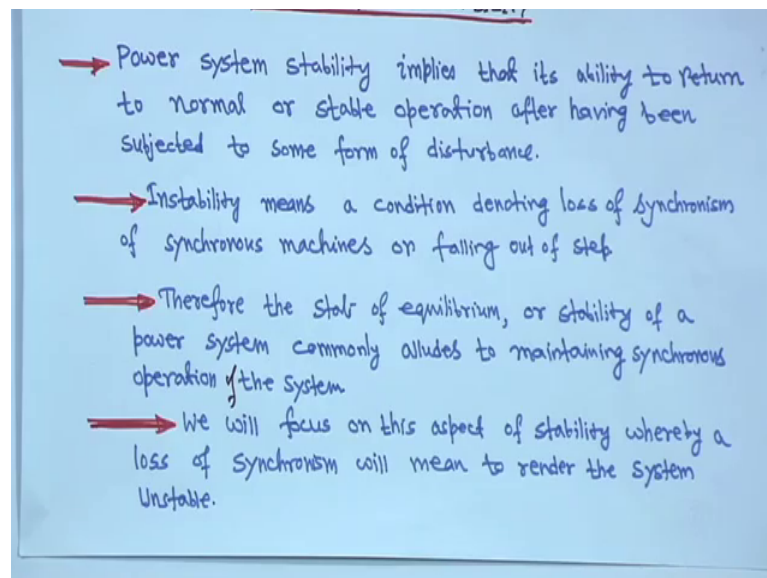 Power system stability implies that its ability to return
to normal or stable operation after having been
subjected to some form of disturbance.
Instability means a condition denoting loss of synchronism
of synchronous machines or falling out of step
Therefore the stat of equilibrium, or stability of a
power system commonly alludes to maintaining synchronous
operation of the system
We will focus on this aspect of stability whereby a
loss of synchronism will mean to render the system
Unstable.